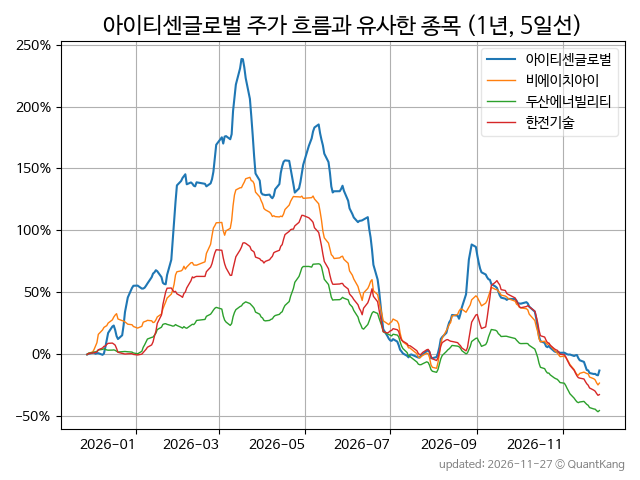 아이티센글로벌 주가 흐름과 유사한 종목 (1년, 5일선)
250%
200%
150%
100%
50%
0%
−50%
아이티센글로벌
비에이치아이
두산에너빌리티
한전기술
2026-01 2026-03 2026-05 2026-07 2026-09 2026-11
updated: 2026-11-27 © QuantKang